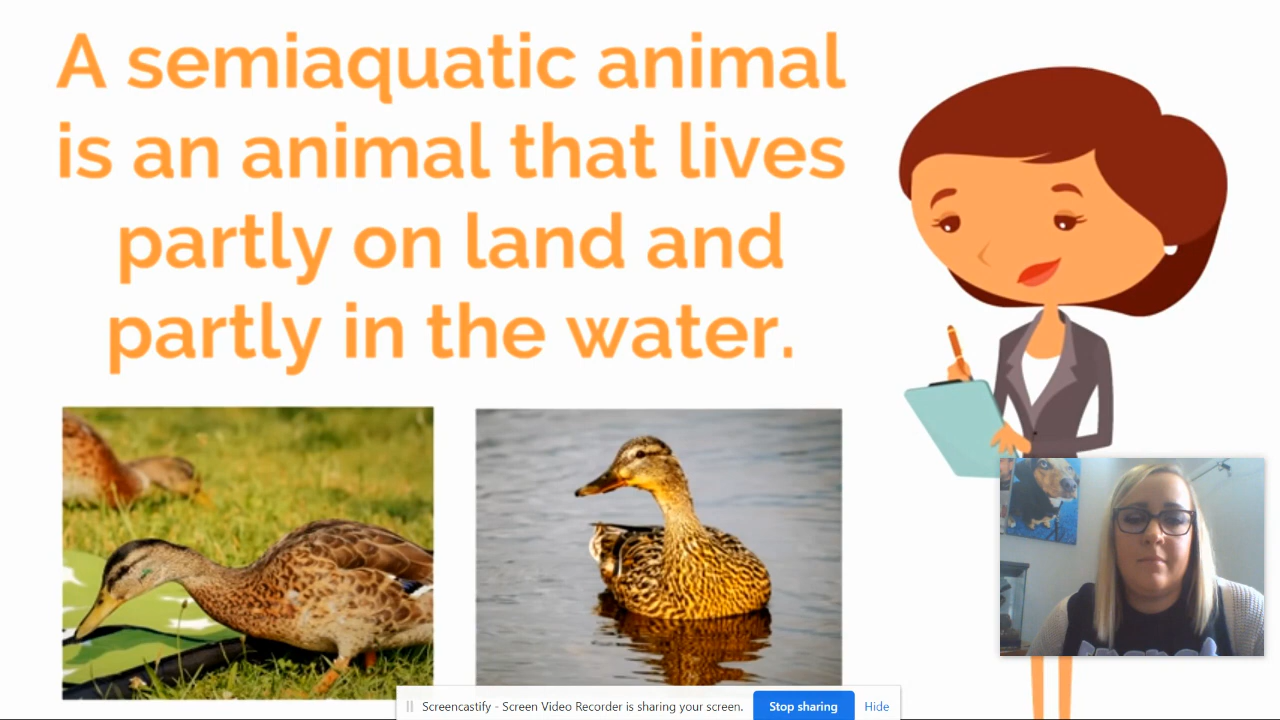 A semiaquatic animal
is an animal that lives
partly on land and
partly in the water.
Screencastify - Screen Video Recorder is sharing your screen.
Stop sharing
Hide